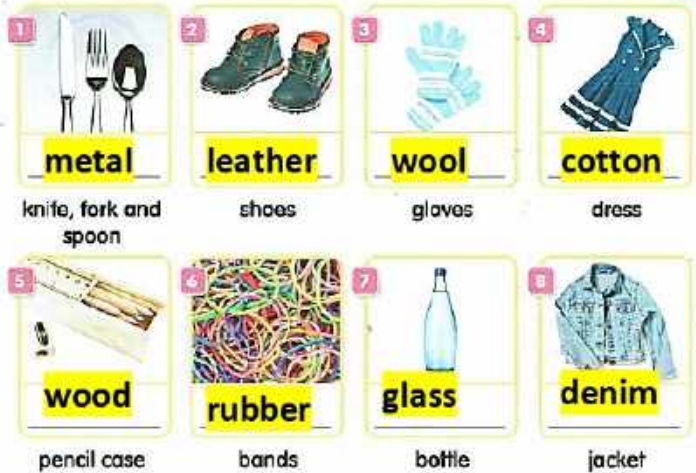 1
metal
knife, fork and
spoon
2
leather
shoes
3
wool
gloves
4
cotton
dress
5
wood
pencil case
6
rubber
bands
7
glass
bottle
8
denim
jacket